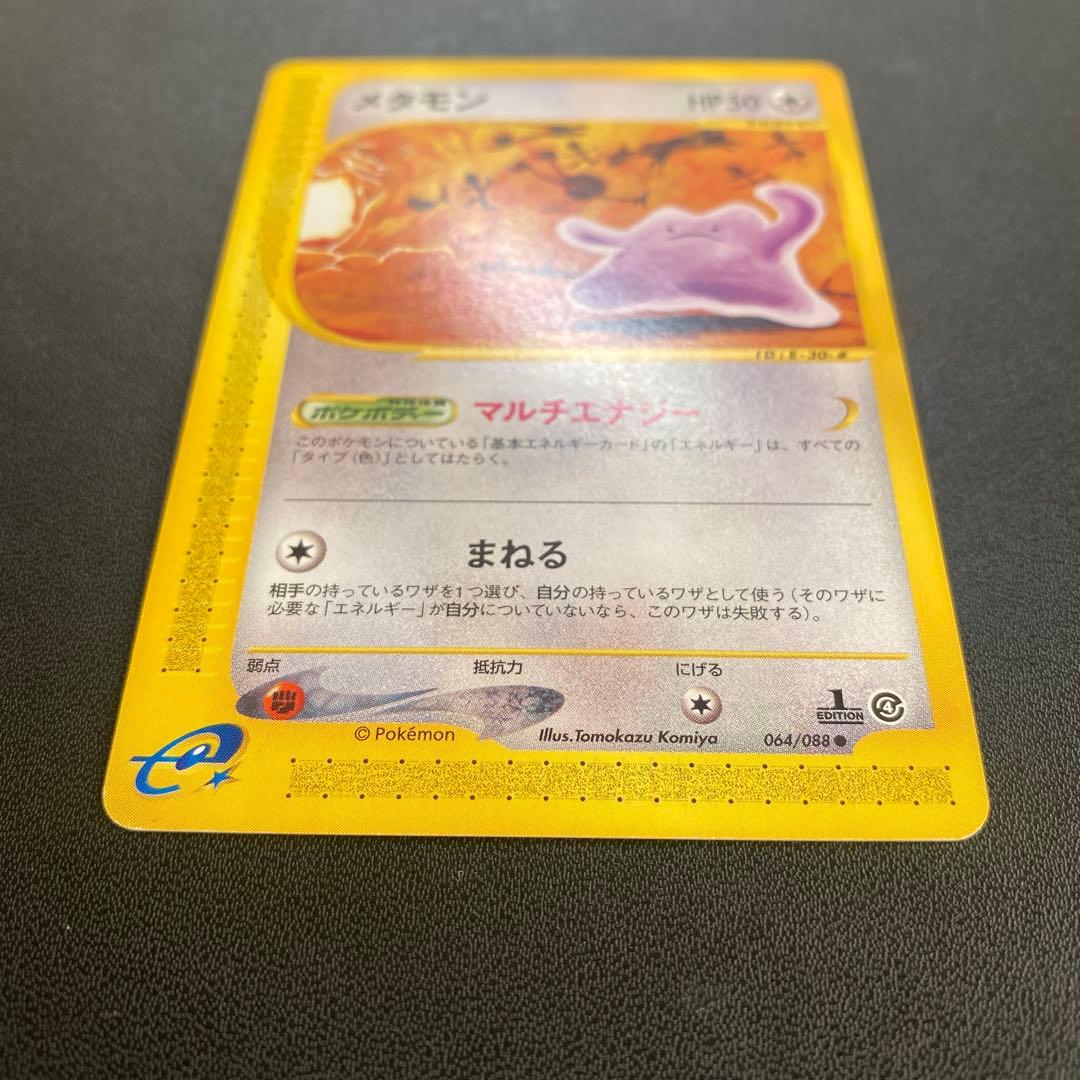 メタモン HP50
ID:E-30-#
特殊体質
ポケボディー マルチエナジー
このポケモンについている「基本エネルギーカード」の「エネルギー」は、すべての
「タイプ(色)」としてはたらく。
まねる
相手の持っているワザを1つ選び、自分の持っているワザとして使う(そのワザに
必要な「エネルギー」が自分についていないなら、このワザは失敗する)。
弱点 抵抗力 にげる
1
EDITION
© Pokémon Illus.Tomokazu Komiya 064/088 ●
e